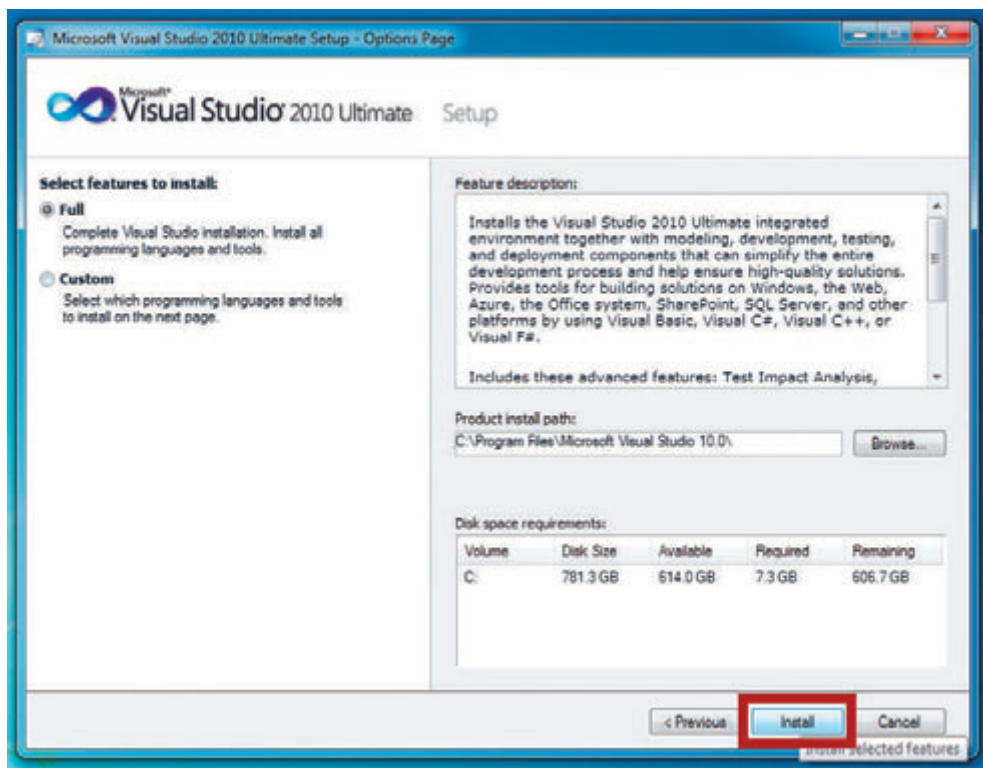 Microsoft Visual Studio 2010 Ultimate Setup - Options Page
Microsoft®
Visual Studio® 2010 Ultimate Setup
Select features to install:
Full
Complete Visual Studio installation. Install all
programming languages and tools.
Custom
Select which programming languages and tools
to install on the next page.
Feature description:
Installs the Visual Studio 2010 Ultimate integrated
environment together with modeling, development, testing,
and deployment components that can simplify the entire
development process and help ensure high-quality solutions.
Provides tools for building solutions on Windows, the Web,
Azure, the Office system, SharePoint, SQL Server, and other
platforms by using Visual Basic, Visual C#, Visual C++, or
Visual F#.
Includes these advanced features: Test Impact Analysis,
Product install path:
C:\Program Files\Microsoft Visual Studio 10.0\
Browse...
Disk space requirements:
Volume Disk Size Available Required Remaining
C: 781.3 GB 614.0 GB 7.3 GB 606.7 GB
< Previous Install Cancel
Install selected features